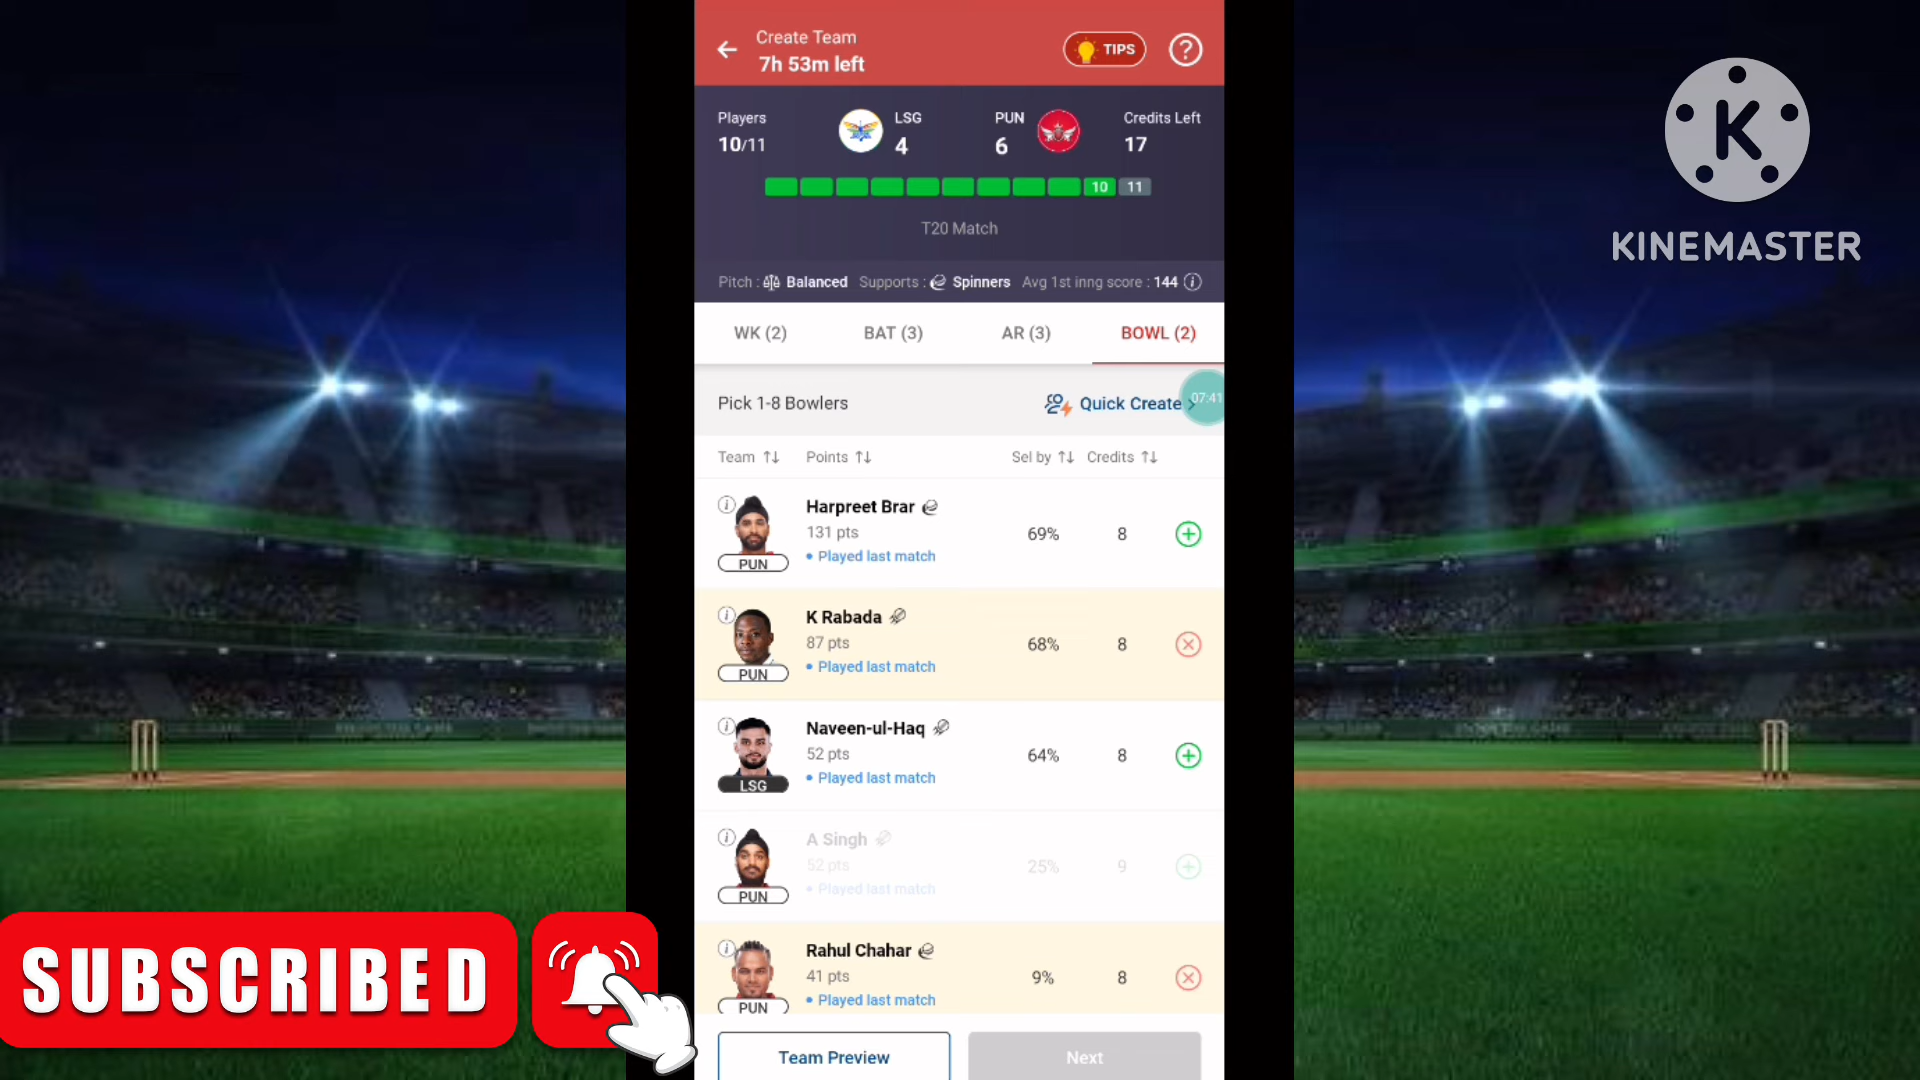 Create Team
7h 53m left
TIPS
?
Players
10/11
LSG
4
PUN
6
Credits Left
17
10
11
T20 Match
Pitch : Balanced Supports : Spinners Avg 1st inng score : 144 i
WK (2) BAT (3) AR (3) BOWL (2)
Pick 1-8 Bowlers
Quick Create
07:41
Team Points Sel by Credits
i
Harpreet Brar
131 pts
Played last match
PUN
69% 8
i
K Rabada
87 pts
Played last match
PUN
68% 8
i
Naveen-ul-Haq
52 pts
Played last match
LSG
64% 8
i
A Singh
52 pts
Played last match
PUN
25% 9
i
Rahul Chahar
41 pts
Played last match
PUN
9% 8
Team Preview
Next
K
KINEMASTER
SUBSCRIBED